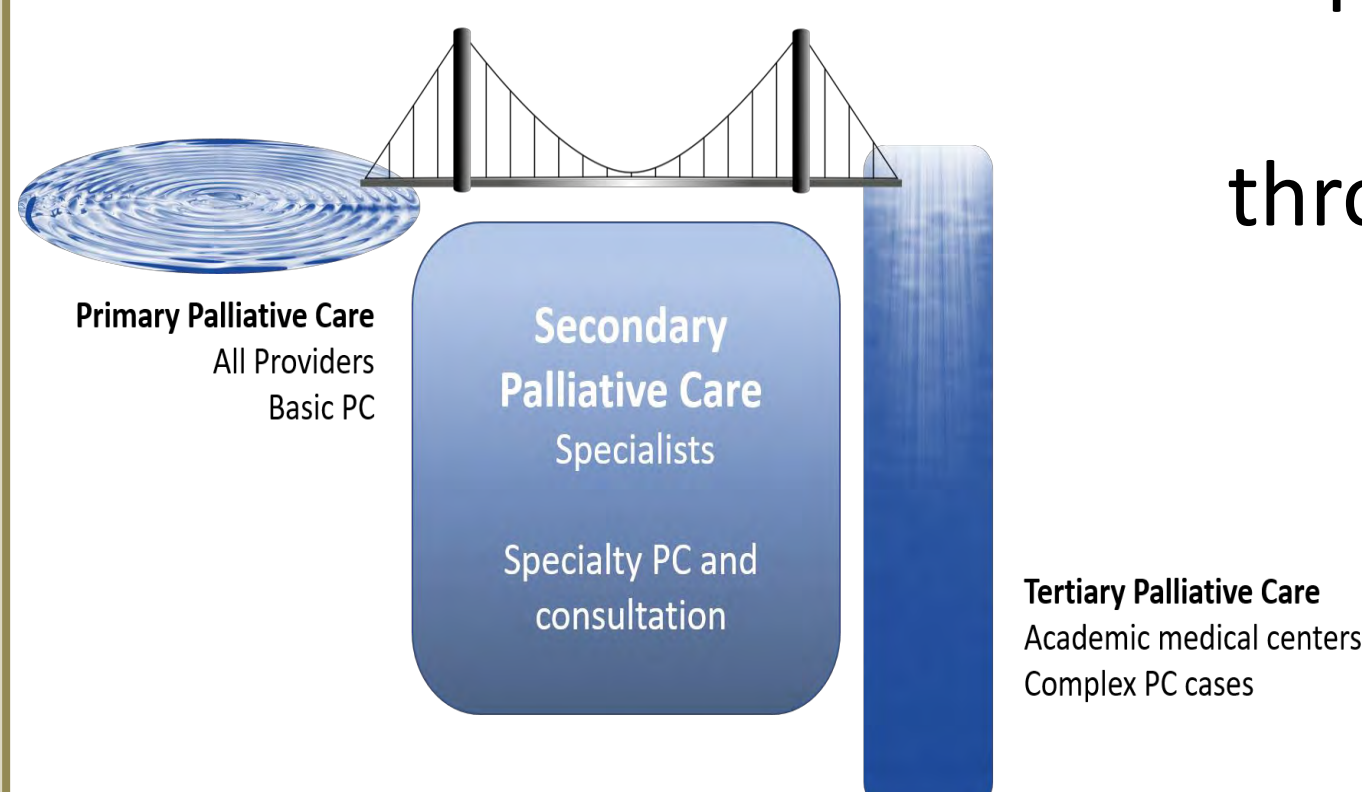 thro
Primary Palliative Care
All Providers
Basic PC
Secondary
Palliative Care
Specialists
Specialty PC and
consultation
Tertiary Palliative Care
Academic medical centers
Complex PC cases